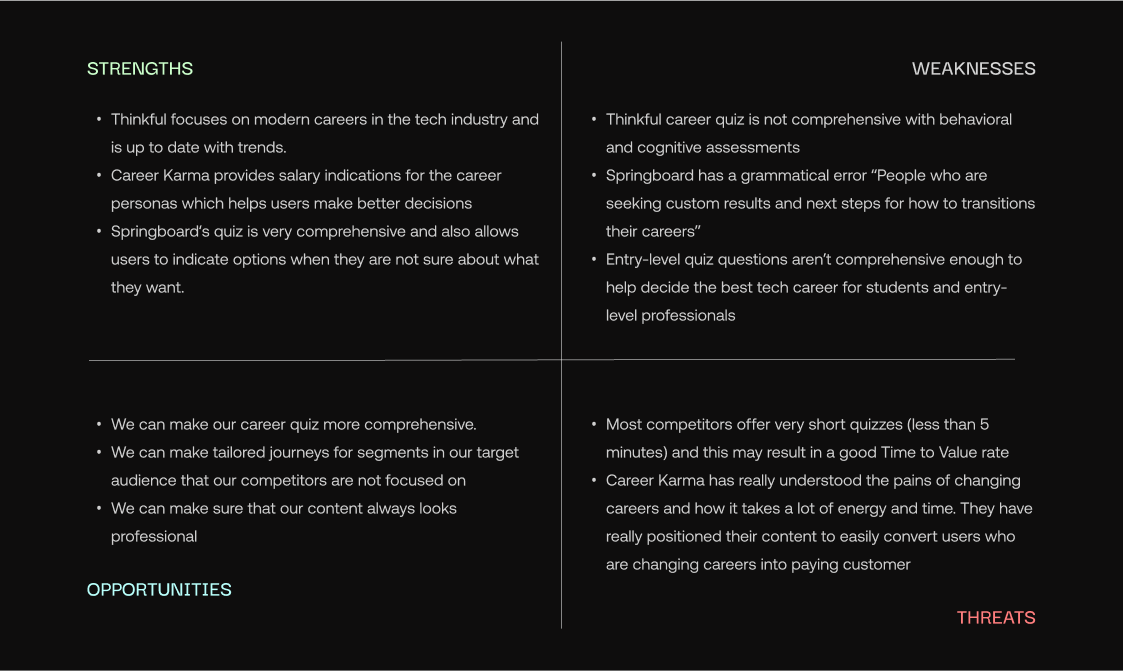 STRENGTHS
• Thinkful focuses on modern careers in the tech industry and
is up to date with trends.
• Career Karma provides salary indications for the career
personas which helps users make better decisions
• Springboard‘s quiz is very comprehensive and also allows
users to indicate options when they are not sure about what
they want.
WEAKNESSES
• Thinkful career quiz is not comprehensive with behavioral
and cognitive assessments
• Springboard has a grammatical error “People who are
seeking custom results and next steps for how to transitions
their careers”
• Entry-level quiz questions aren’t comprehensive enough to
help decide the best tech career for students and entry-
level professionals
• We can make our career quiz more comprehensive.
• We can make tailored journeys for segments in our target
audience that our competitors are not focused on
• We can make sure that our content always looks
professional
OPPORTUNITIES
• Most competitors offer very short quizzes (less than 5
minutes) and this may result in a good Time to Value rate
• Career Karma has really understood the pains of changing
careers and how it takes a lot of energy and time. They have
really positioned their content to easily convert users who
are changing careers into paying customer
THREATS